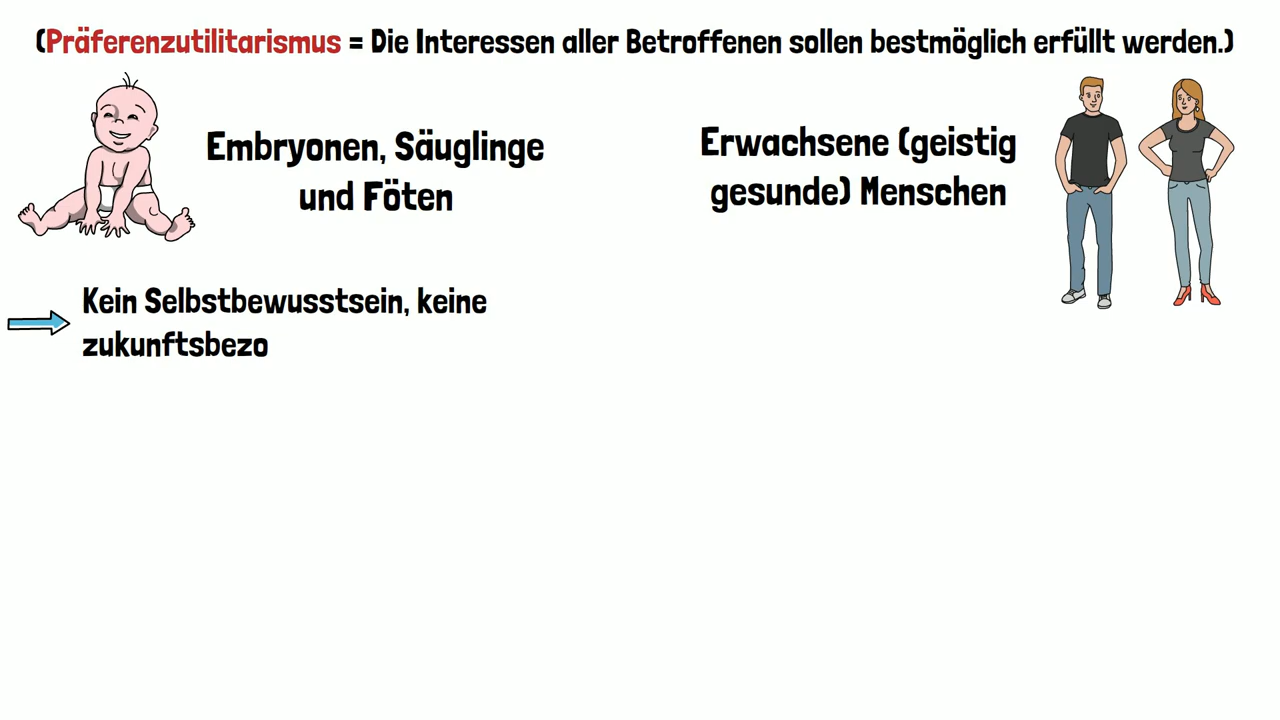 (Präferenzutilitarismus = Die Interessen aller Betroffenen sollen bestmöglich erfüllt werden.)
Embryonen, Säuglinge
und Föten
Erwachsene (geistig
gesunde) Menschen
Kein Selbstbewusstsein, keine
zukunftsbezo